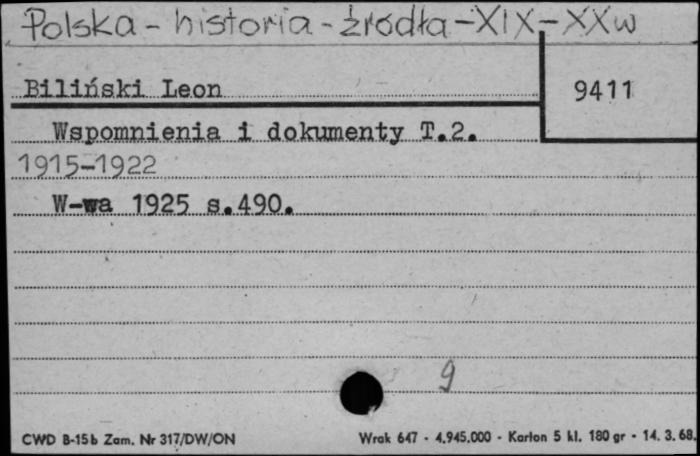 Polska - historia - źródła - XIX - XX w
Biliński Leon
9411
Wspomnienia i dokumenty T.2.
1915-1922
W-wa 1925 s.490.
9
CWD B-15b Zam. Nr 317/DW/ON
Wrak 647 - 4.945.000 - Karton 5 kl. 180 gr - 14. 3. 68.